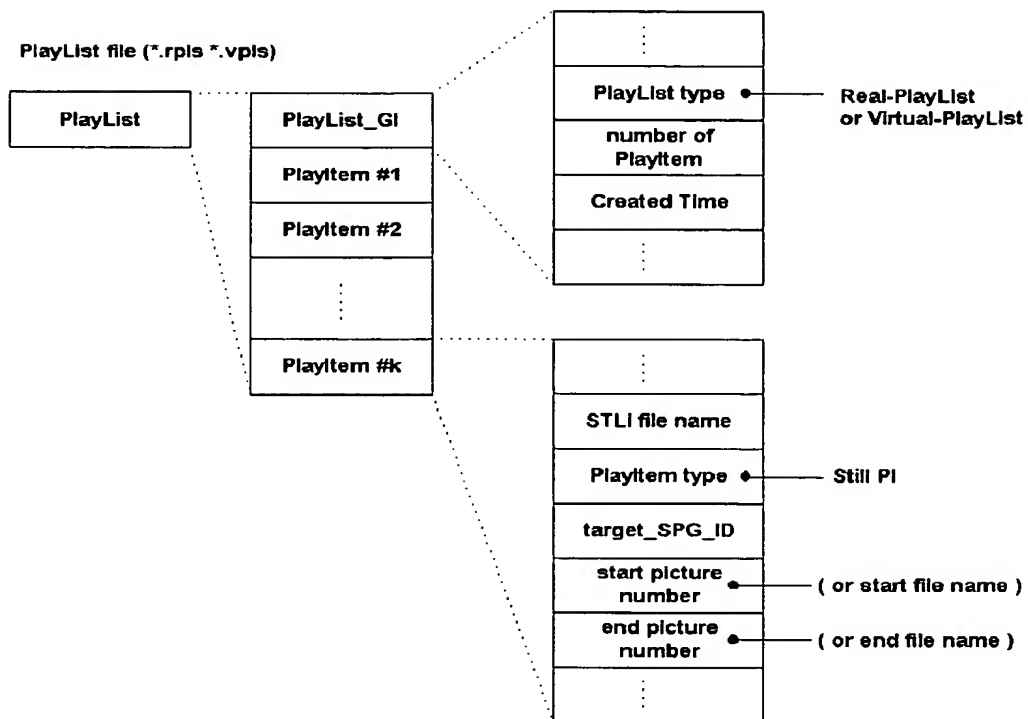 PlayList file (*.rpls *.vpls)
PlayList
PlayList_GI
PlayItem #1
PlayItem #2
PlayItem #k
PlayList type
Real-PlayList
or Virtual-PlayList
number of
PlayItem
Created Time
STLI file name
PlayItem type
Still PI
target_SPG_ID
start picture
number
( or start file name )
end picture
number
( or end file name )